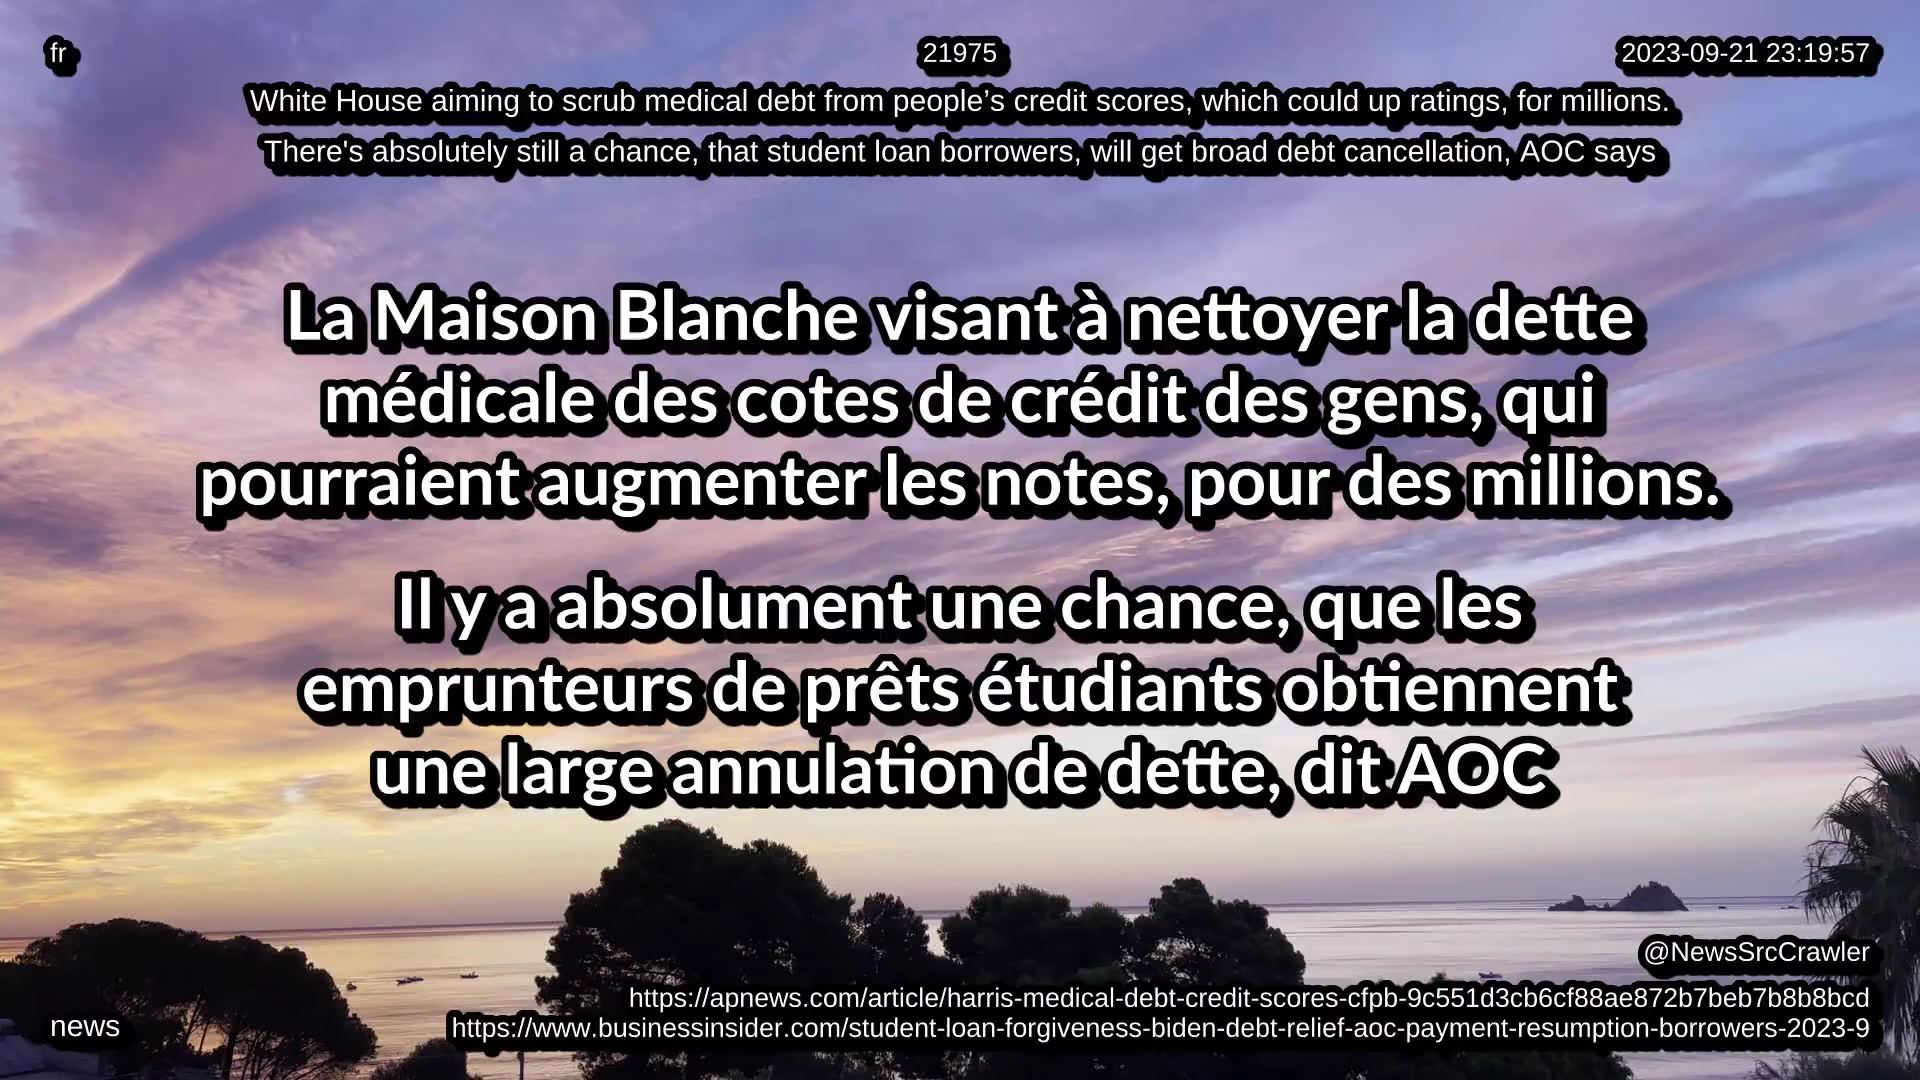 fr
21975
2023-09-21 23:19:57
White House aiming to scrub medical debt from people’s credit scores, which could up ratings, for millions.
There's absolutely still a chance, that student loan borrowers, will get broad debt cancellation, AOC says
La Maison Blanche visant à nettoyer la dette
médicale des cotes de crédit des gens, qui
pourraient augmenter les notes, pour des millions.
Il y a absolument une chance, que les
emprunteurs de prêts étudiants obtiennent
une large annulation de dette, dit AOC
@NewsSrcCrawler
https://apnews.com/article/harris-medical-debt-credit-scores-cfpb-9c551d3cb6cf88ae872b7beb7b8b8bcd
news
https://www.businessinsider.com/student-loan-forgiveness-biden-debt-relief-aoc-payment-resumption-borrowers-2023-9